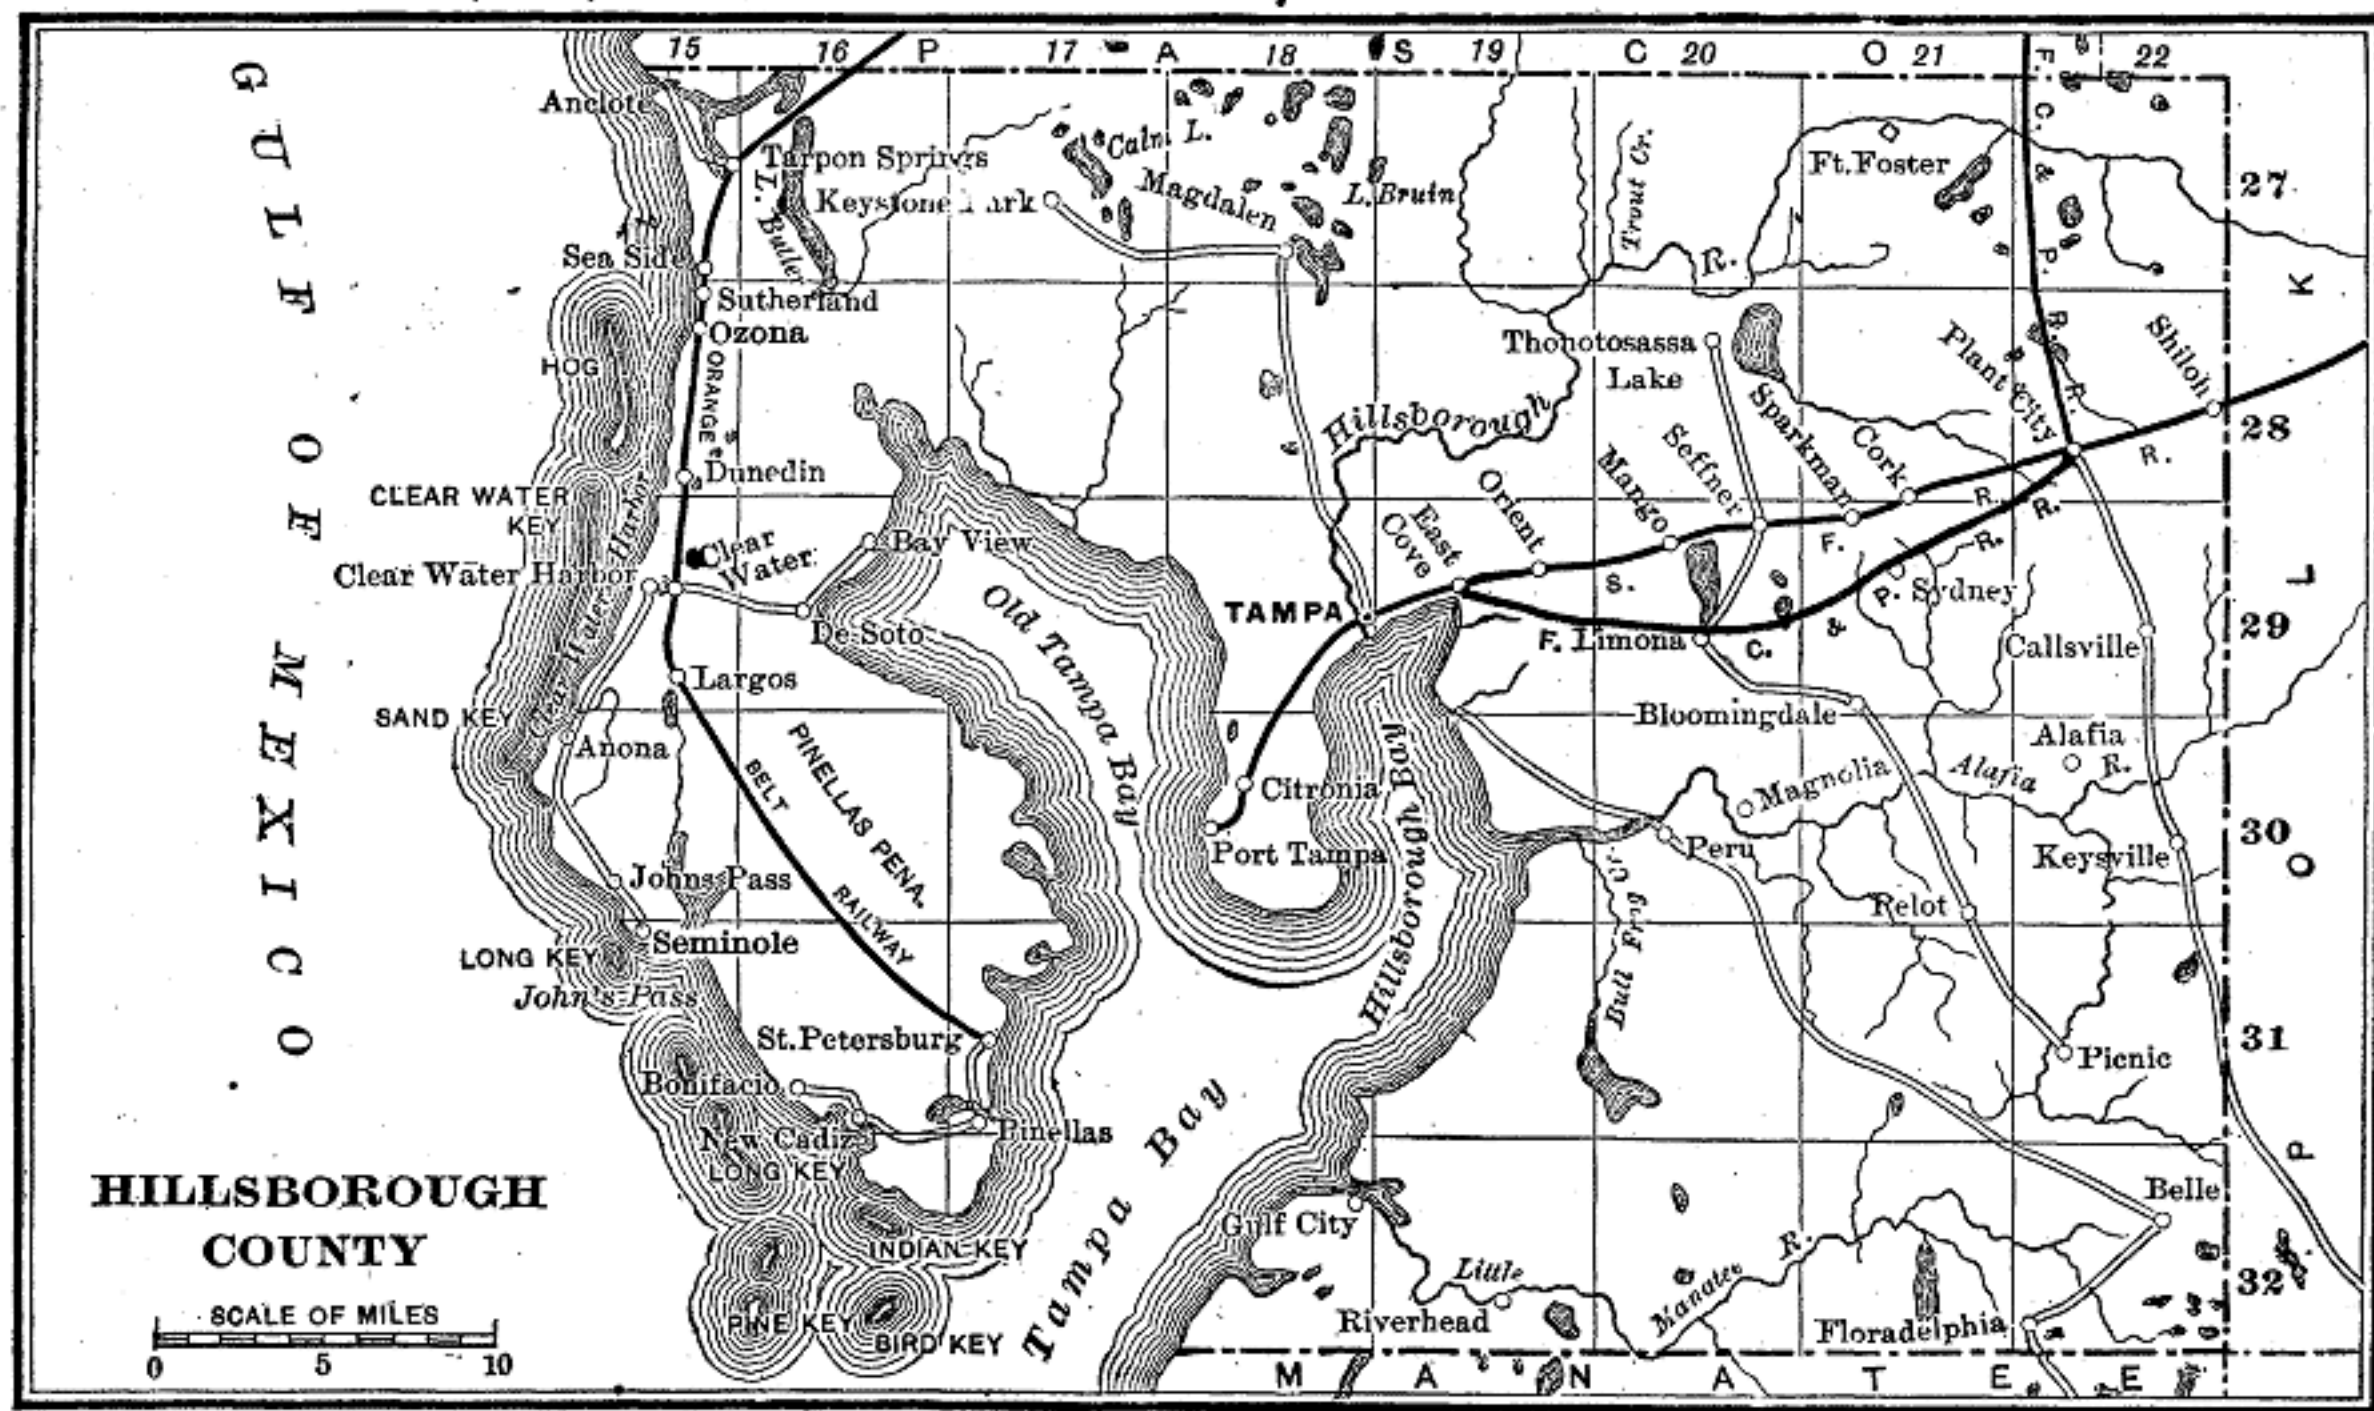 15 16 P 17 A 18 S 19 C 20 O 21 22
GULF OF MEXICO
Anclote
Tarpon Springs
L. Butler
Calm L.
Magdalen
L. Bruin
Trout Cr.
Ft. Foster
F. C. & P. R. R.
27
Sea Side
Sutherland
Ozona
HOG
ORANGE
R.
Thonotosassa
Lake
Plant City
Shiloh
K
Hillsborough
Sparkman
Seffner
Cork
Mango
Orient
28
R.
Dunedin
CLEAR WATER
KEY
Clear Water Harbor
Clear
Water
Bay View
East
Cove
R.
R.
F.
R.
S.
P.
Sydney
L
Clear Water Harbor
De Soto
Old Tampa Bay
TAMPA
F.
Limona
C.
&
Callsville
29
Largos
SAND KEY
Anona
Bloomingdale
Alafia
PINELLAS PENA.
BELT
RAILWAY
Citronia
Magnolia
Alafia
R.
Hillsborough Bay
Port Tampa
Peru
Keysville
30
O
Johns Pass
Relot
Bull Frog Cr.
Seminole
LONG KEY
John's Pass
St. Petersburg
31
Picnic
Bonifacio
New Cadiz
Pinellas
LONG KEY
Tampa Bay
P
Belle
HILLSBOROUGH
COUNTY
Gulf City
INDIAN KEY
Little
Manatee
R.
32
SCALE OF MILES
0 5 10
PINE KEY
BIRD KEY
Riverhead
Floradelphia
M A N A T E E